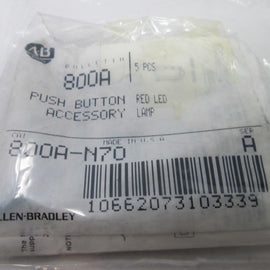 AB
BULLETIN
800A
5 PCS
PUSH BUTTON
ACCESSORY
RED LED
LAMP
CAT
MADE IN U.S.A.
SER
800A-N70
A
10662073103339
LLEN-BRADLEY